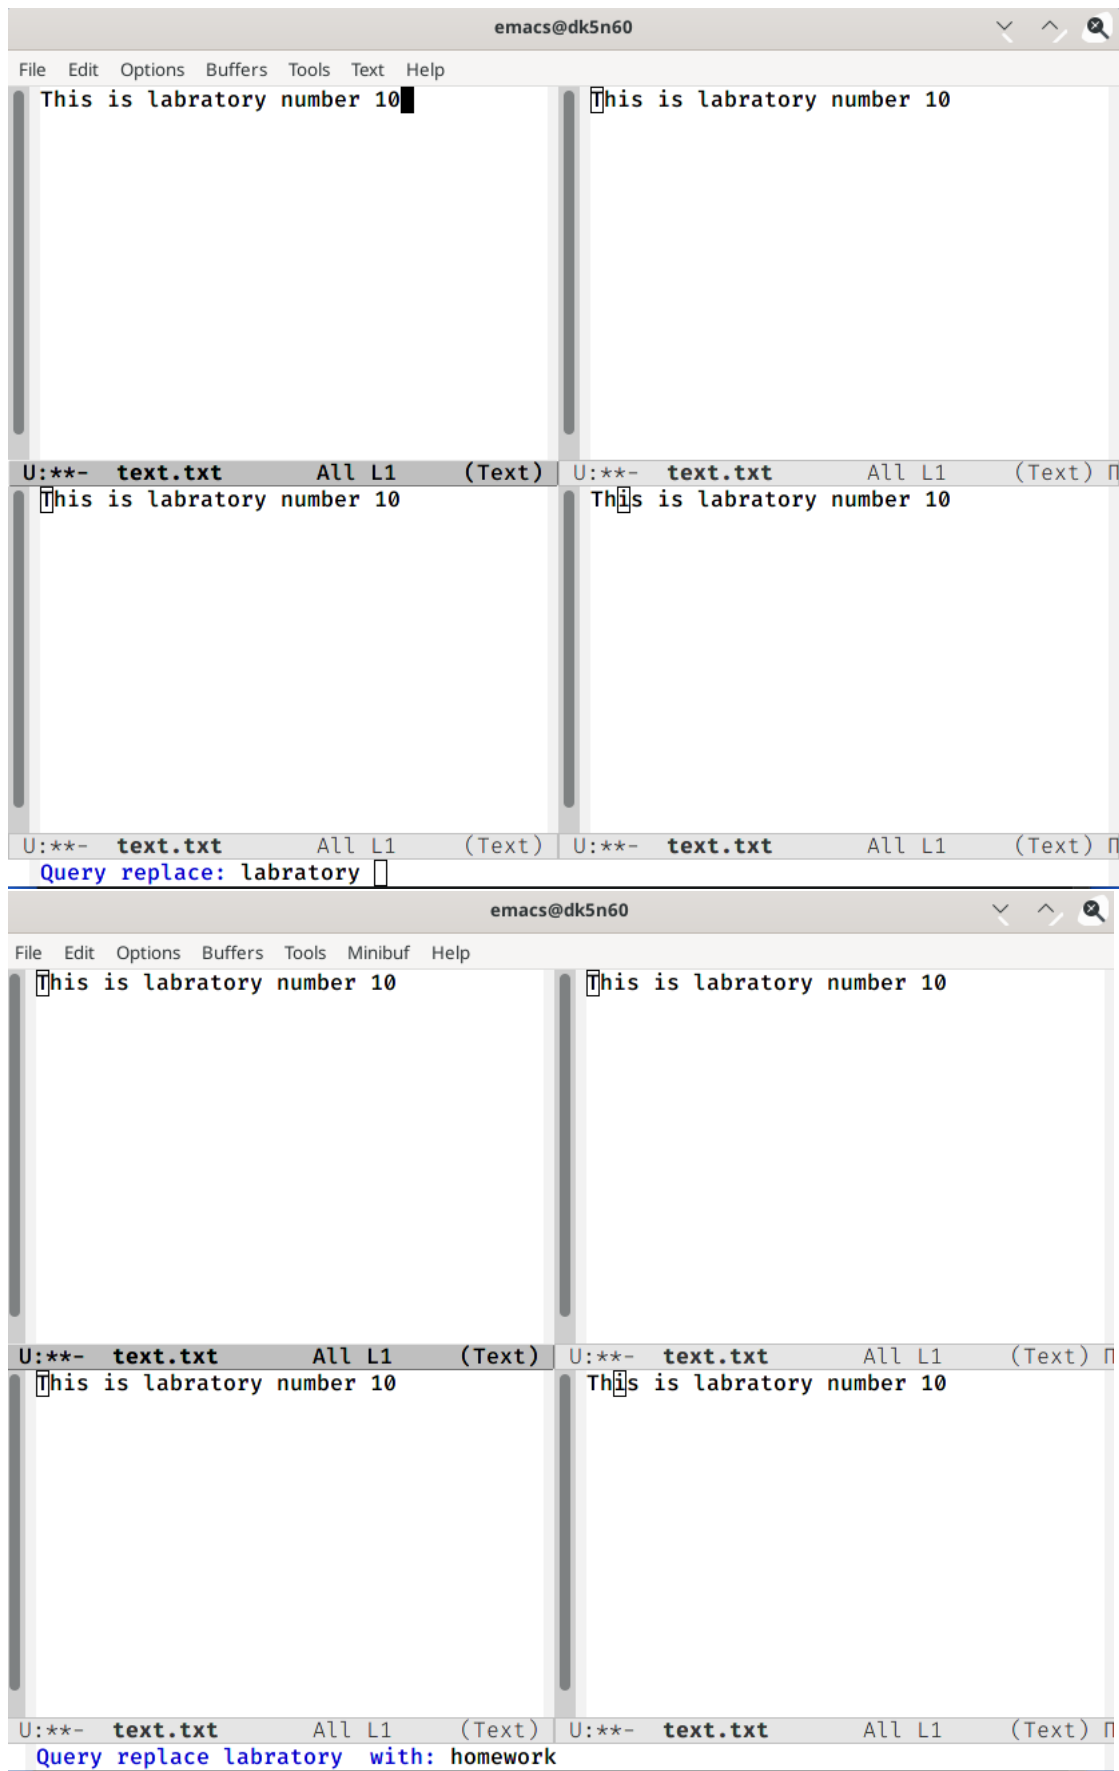 emacs@dk5n60
File Edit Options Buffers Tools Text Help
This is labratory number 10
This is labratory number 10
U:**- text.txt All L1 (Text)
U:**- text.txt All L1 (Text) П
This is labratory number 10
This is labratory number 10
U:**- text.txt All L1 (Text)
U:**- text.txt All L1 (Text) П
Query replace: labratory
emacs@dk5n60
File Edit Options Buffers Tools Minibuf Help
This is labratory number 10
This is labratory number 10
U:**- text.txt All L1 (Text)
U:**- text.txt All L1 (Text) П
This is labratory number 10
This is labratory number 10
U:**- text.txt All L1 (Text)
U:**- text.txt All L1 (Text) П
Query replace labratory  with: homework